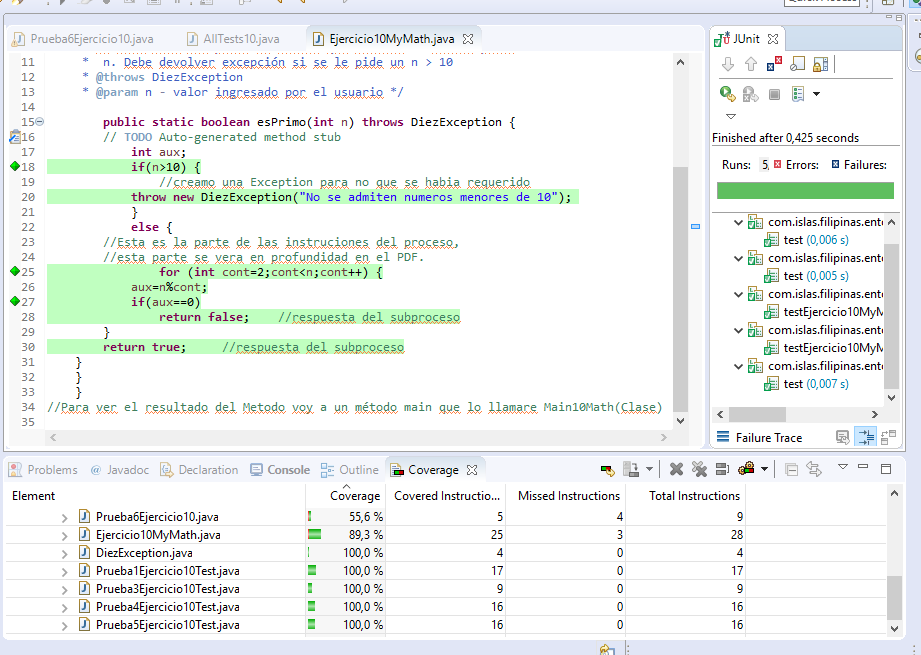 Quick Access
Prueba6Ejercicio10.java
AllTests10.java
Ejercicio10MyMath.java
11 * n. Debe devolver excepción si se le pide un n > 10
12 * @throws DiezException
13 * @param n - valor ingresado por el usuario */
14
15 public static boolean esPrimo(int n) throws DiezException {
16 // TODO Auto-generated method stub
17 int aux;
18 if(n>10) {
19 //creamo una Exception para no que se habia requerido
20 throw new DiezException("No se admiten numeros menores de 10");
21 }
22 else {
23 //Esta es la parte de las instruciones del proceso,
24 //esta parte se vera en profundidad en el PDF.
25 for (int cont=2;cont<n;cont++) {
26 aux=n%cont;
27 if(aux==0)
28 return false; //respuesta del subproceso
29 }
30 return true; //respuesta del subproceso
31 }
32 }
33 }
34 //Para ver el resultado del Metodo voy a un método main que lo llamare Main10Math(Clase)
35
JUnit
Finished after 0,425 seconds
Runs: 5, Errors: Failures:
com.islas.filipinas.ento
test (0,006 s)
com.islas.filipinas.ento
test (0,005 s)
com.islas.filipinas.ento
testEjercicio10MyM
com.islas.filipinas.ento
testEjercicio10MyM
com.islas.filipinas.ento
test (0,007 s)
Failure Trace
Problems @ Javadoc Declaration Console Outline Coverage
Element Coverage Covered Instructio... Missed Instructions Total Instructions
Prueba6Ejercicio10.java 55,6 % 5 4 9
Ejercicio10MyMath.java 89,3 % 25 3 28
DiezException.java 100,0 % 4 0 4
Prueba1Ejercicio10Test.java 100,0 % 17 0 17
Prueba3Ejercicio10Test.java 100,0 % 9 0 9
Prueba4Ejercicio10Test.java 100,0 % 16 0 16
Prueba5Ejercicio10Test.java 100,0 % 16 0 16